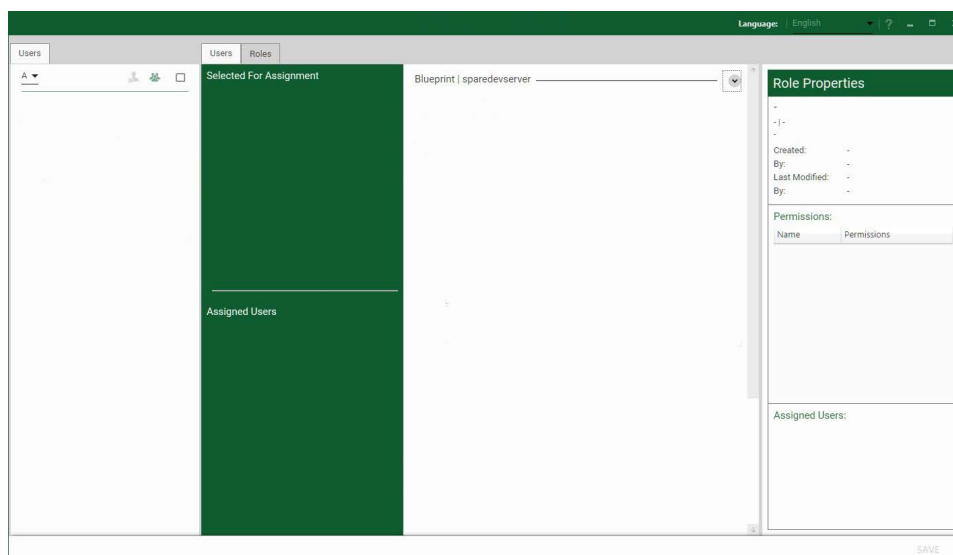 Language: English ?
Users
A
Users Roles
Selected For Assignment
Assigned Users
Blueprint | sparedevserver
Role Properties
-
- | -
-
Created: -
By: -
Last Modified: -
By: -
Permissions:
Name Permissions
Assigned Users:
SAVE